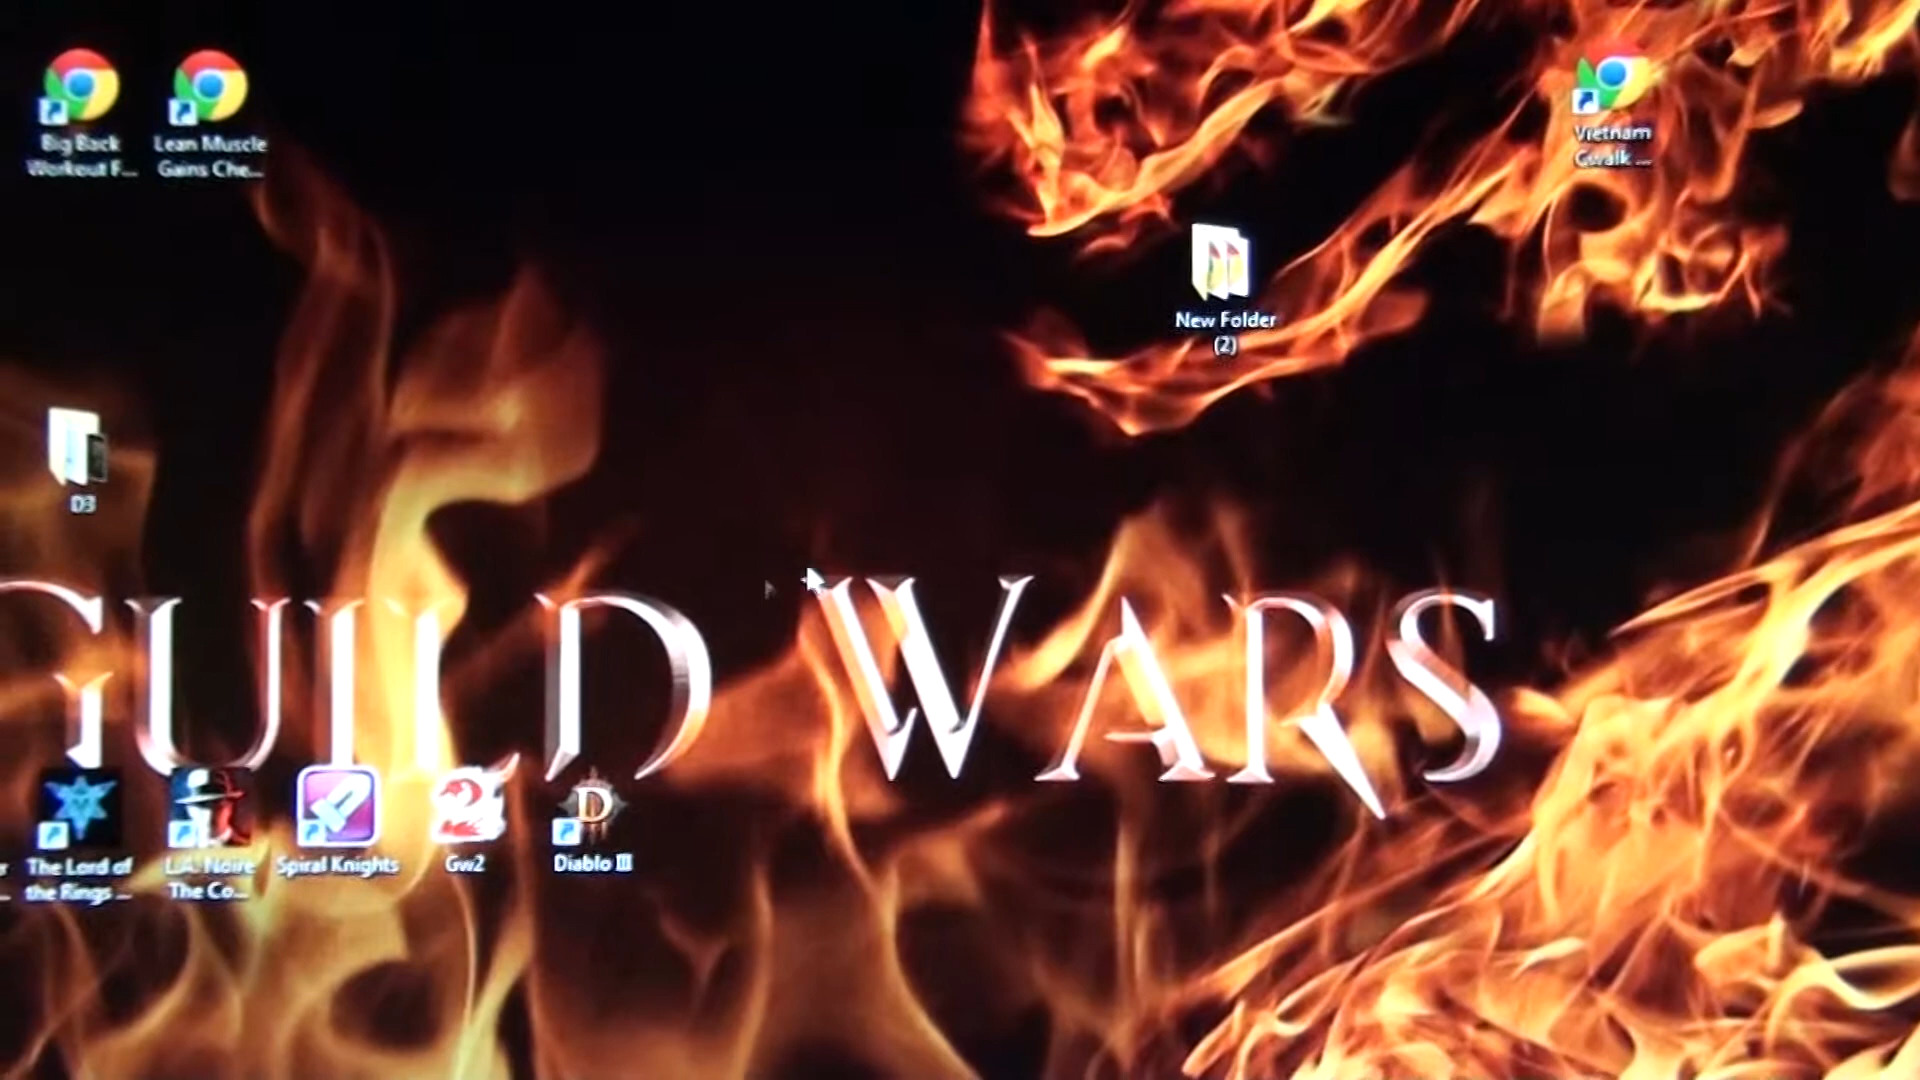 Big Back
Workout F...
Lean Muscle
Gains Che...
Vietnam
Cwalk ...
New Folder
(2)
D3
GUILD WARS
The Lord of
the Rings ...
L.A. Noire
The Co...
Spiral Knights
Gw2
D
Diablo III